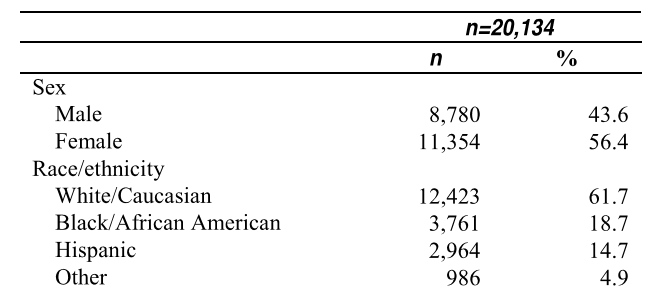 n=20,134
n %
Sex
Male 8,780 43.6
Female 11,354 56.4
Race/ethnicity
White/Caucasian 12,423 61.7
Black/African American 3,761 18.7
Hispanic 2,964 14.7
Other 986 4.9